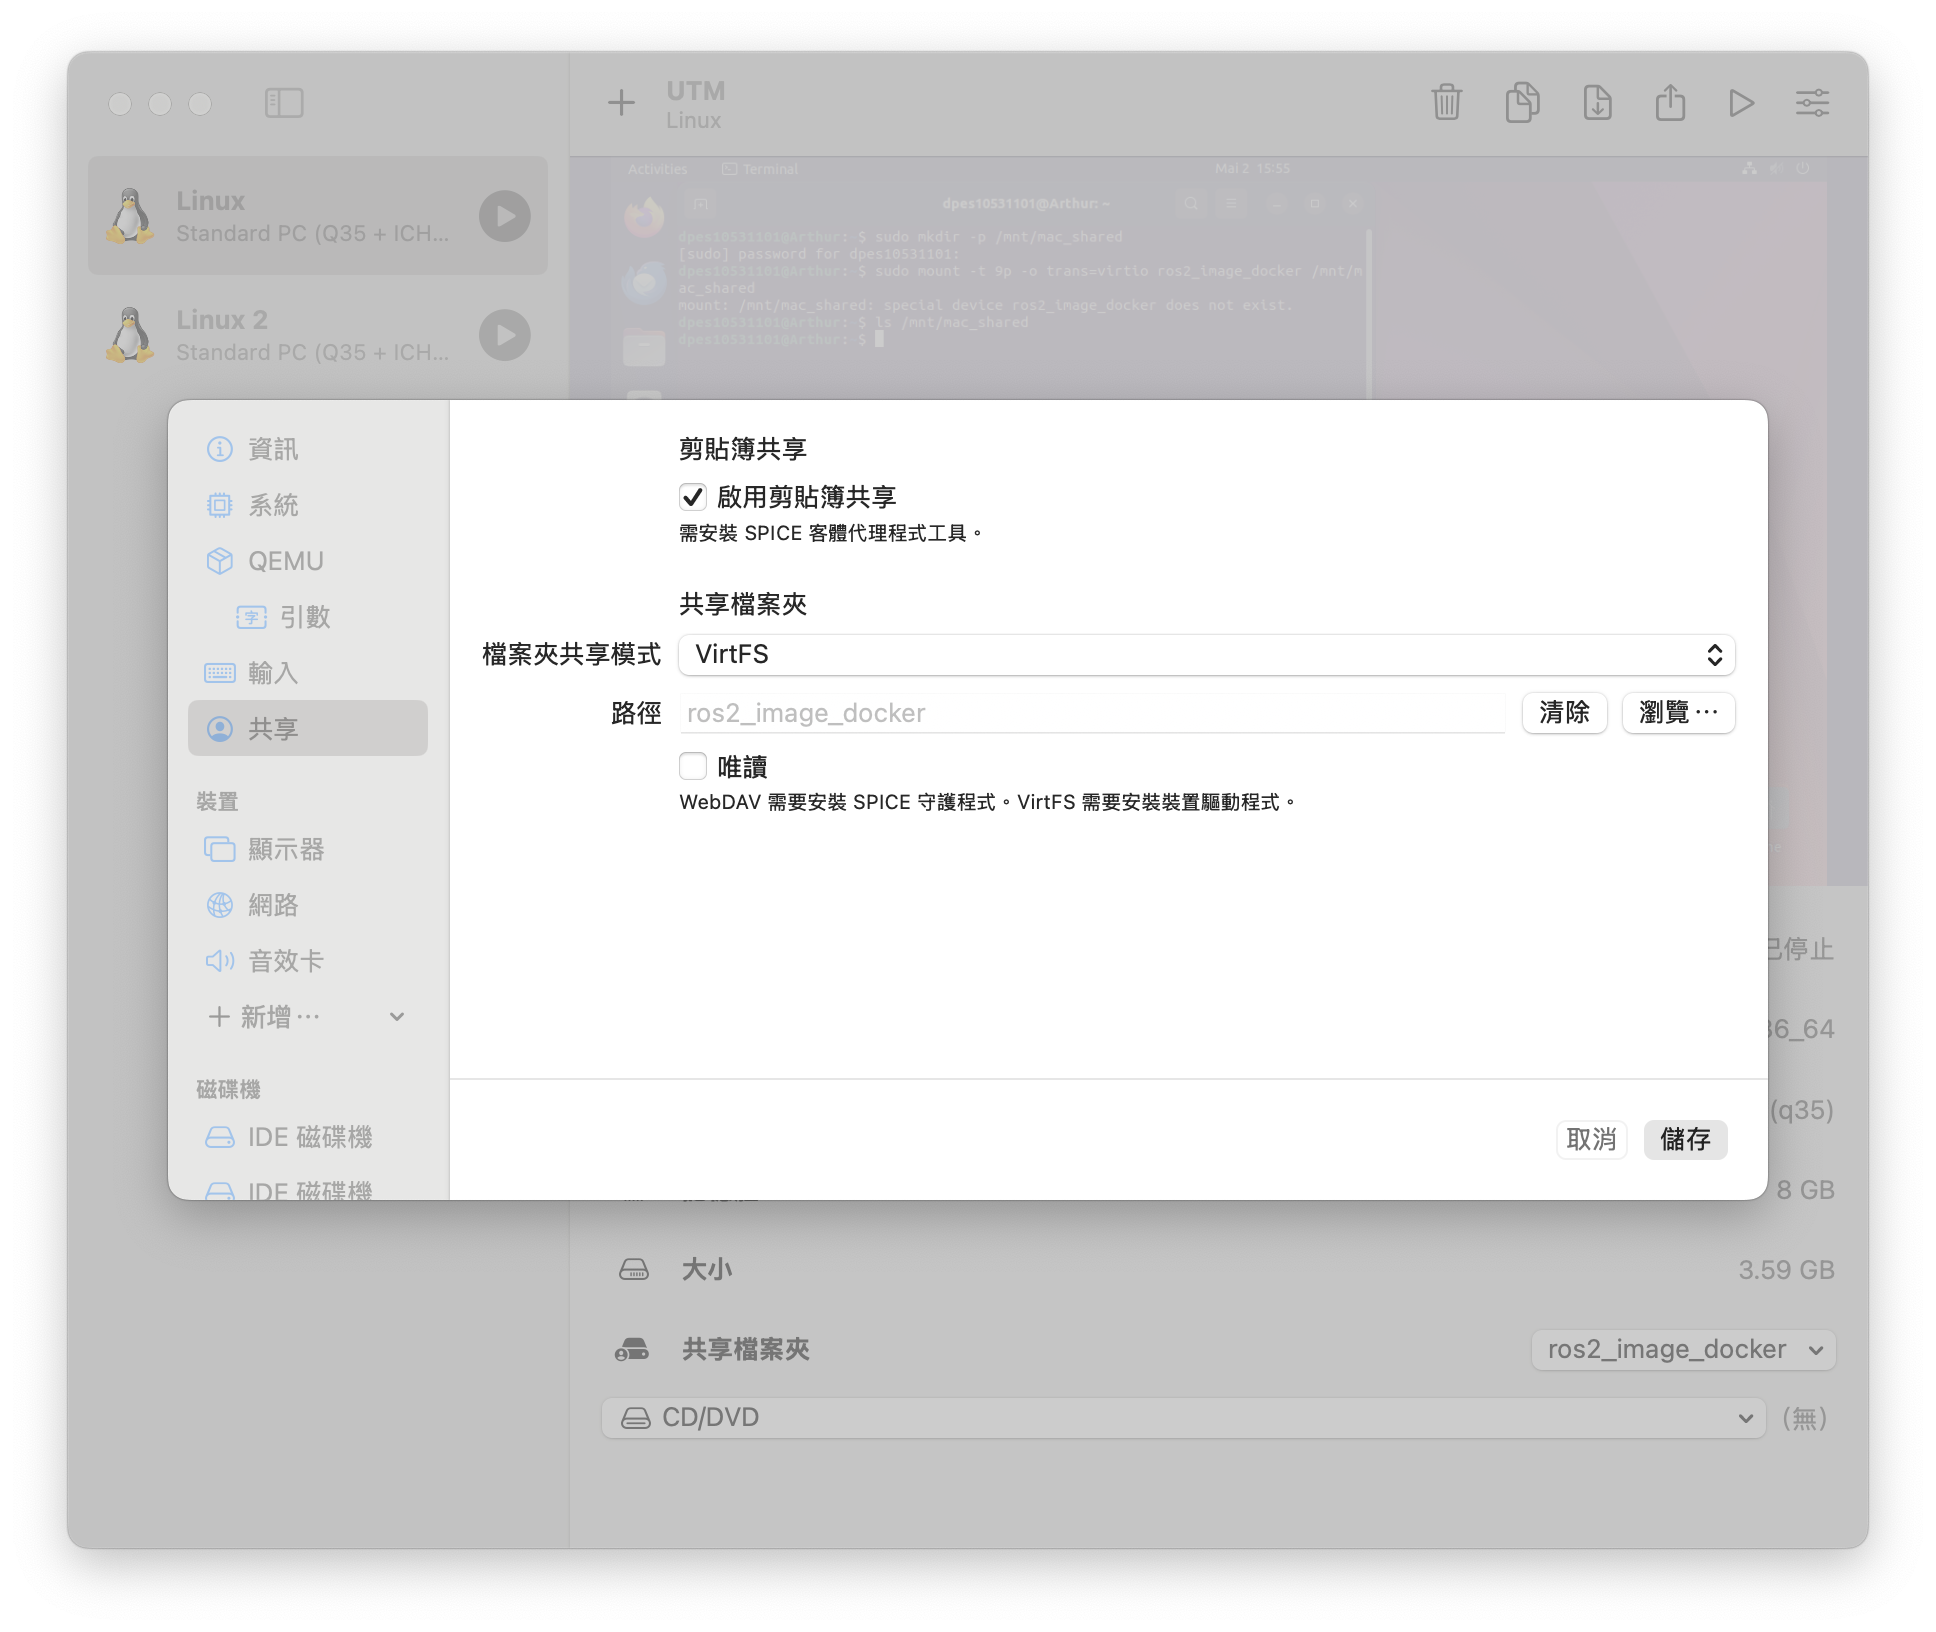 UTM
Linux
Linux
Standard PC (Q35 + ICH...
Linux 2
Standard PC (Q35 + ICH...
Activities
Terminal
Mai 2 15:55
dpes10531101@Arthur: ~
dpes10531101@Arthur: $ sudo mkdir -p /mnt/mac_shared
[sudo] password for dpes10531101:
dpes10531101@Arthur: $ sudo mount -t 9p -o trans=virtio ros2_image_docker /mnt/m
ac_shared
mount: /mnt/mac_shared: special device ros2_image_docker does not exist.
dpes10531101@Arthur: $ ls /mnt/mac_shared
dpes10531101@Arthur: $
資訊
系統
QEMU
字 引數
輸入
共享
裝置
顯示器
網路
音效卡
新增…
磁碟機
IDE 磁碟機
IDE 磁碟機
剪貼簿共享
啟用剪貼簿共享
需安裝 SPICE 客體代理程式工具。
共享檔案夾
檔案夾共享模式 VirtFS
路徑 ros2_image_docker 清除 瀏覽…
唯讀
WebDAV 需要安裝 SPICE 守護程式。VirtFS 需要安裝裝置驅動程式。
取消 儲存
已停止
86_64
(q35)
8 GB
大小 3.59 GB
共享檔案夾 ros2_image_docker
CD/DVD (無)